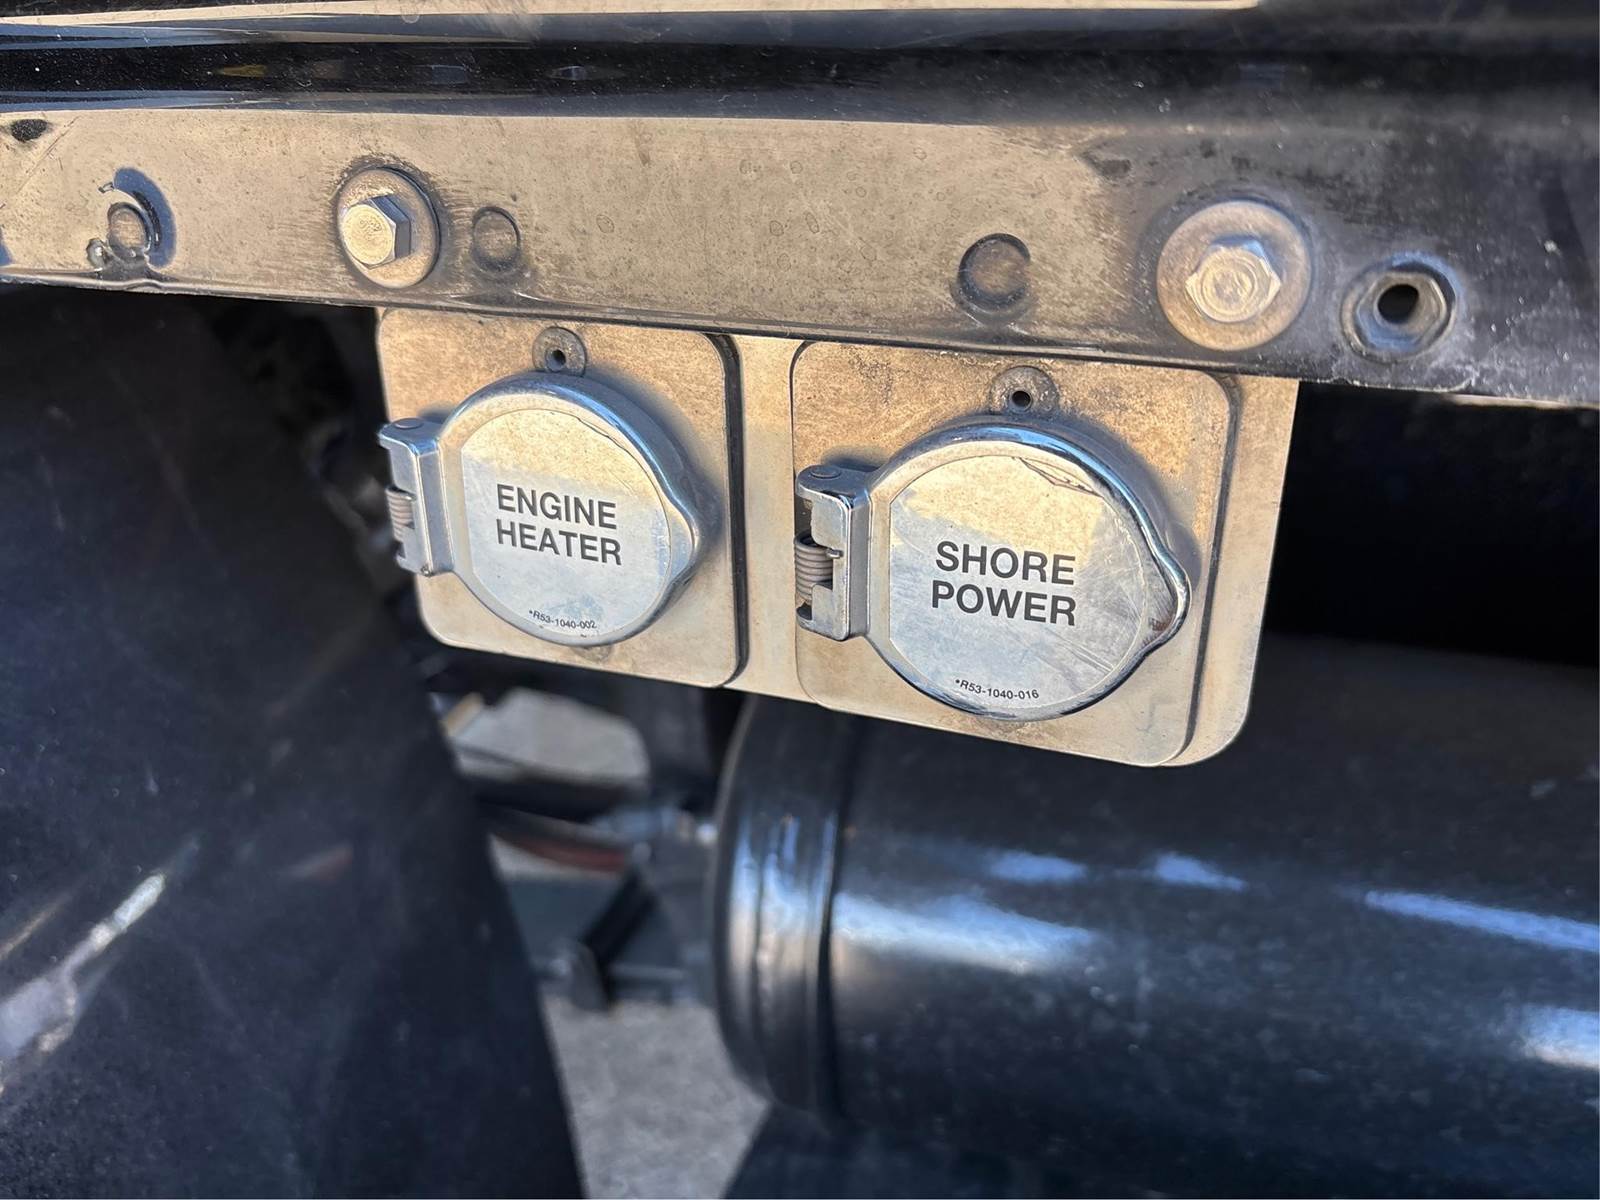 ENGINE
HEATER
*R53-1040-002
SHORE
POWER
*R53-1040-016